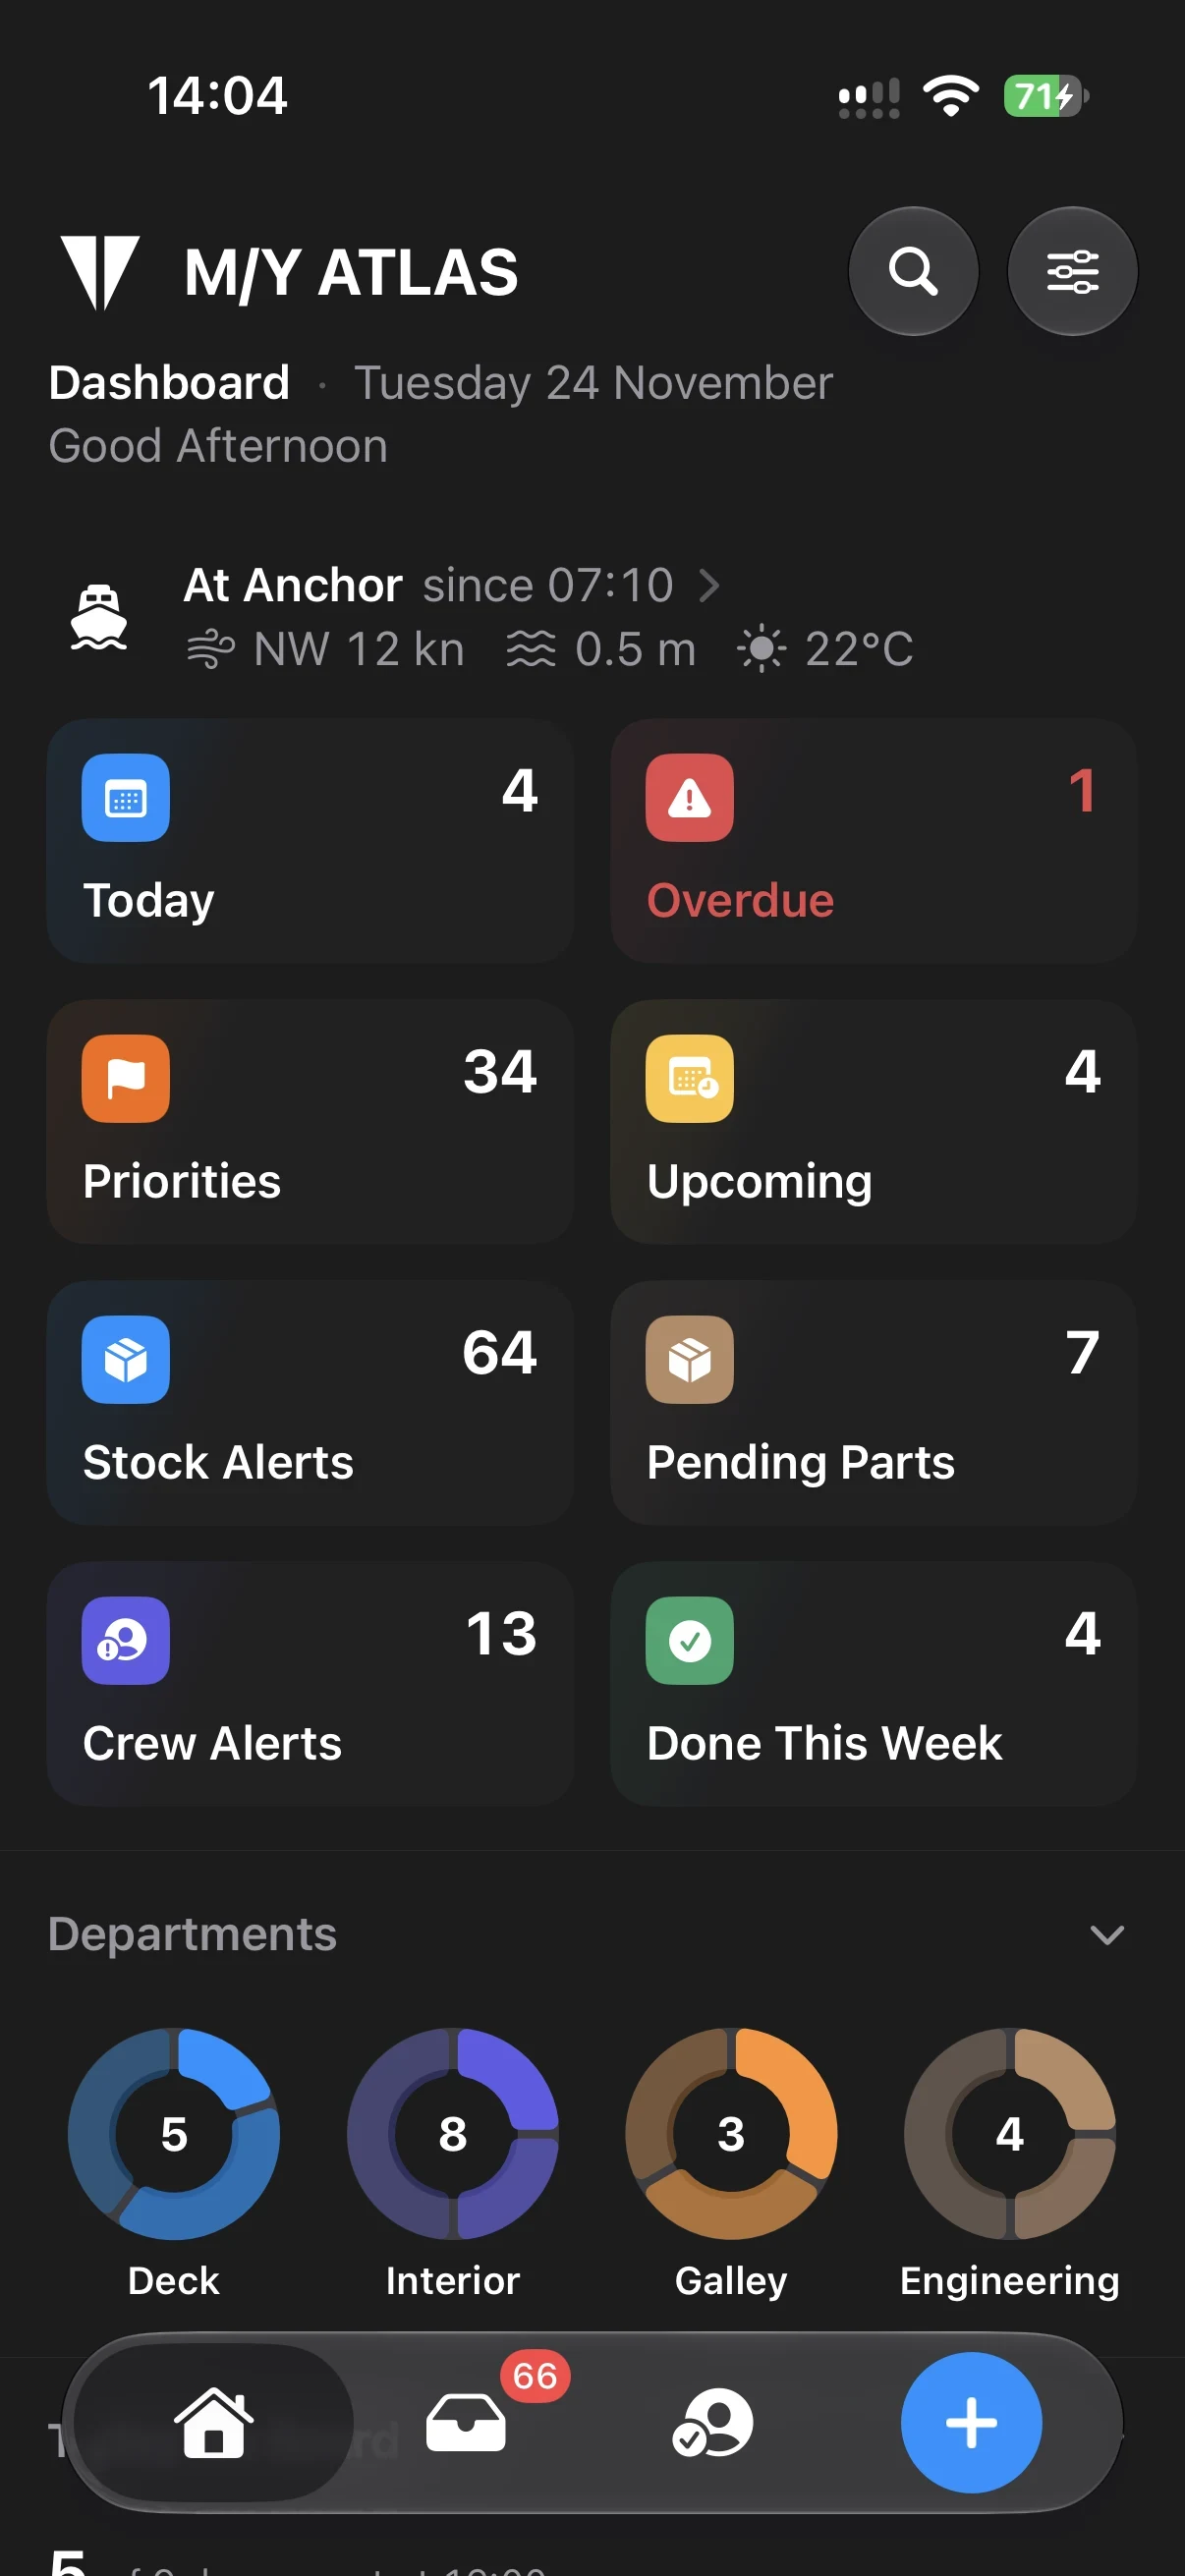 14:04
71
M/Y ATLAS
Dashboard · Tuesday 24 November
Good Afternoon
At Anchor since 07:10
NW 12 kn 0.5 m 22°C
4
Today
1
Overdue
34
Priorities
4
Upcoming
64
Stock Alerts
7
Pending Parts
13
Crew Alerts
4
Done This Week
Departments
5
8
3
4
Deck
Interior
Galley
Engineering
66
5